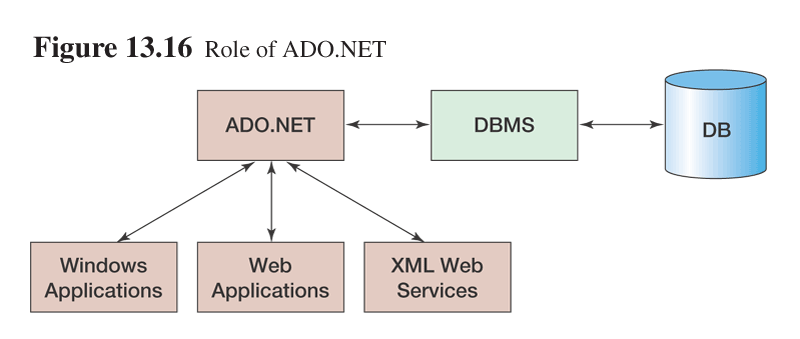 Figure 13.16 Role of ADO.NET
ADO.NET
DBMS
DB
Windows
Applications
Web
Applications
XML Web
Services